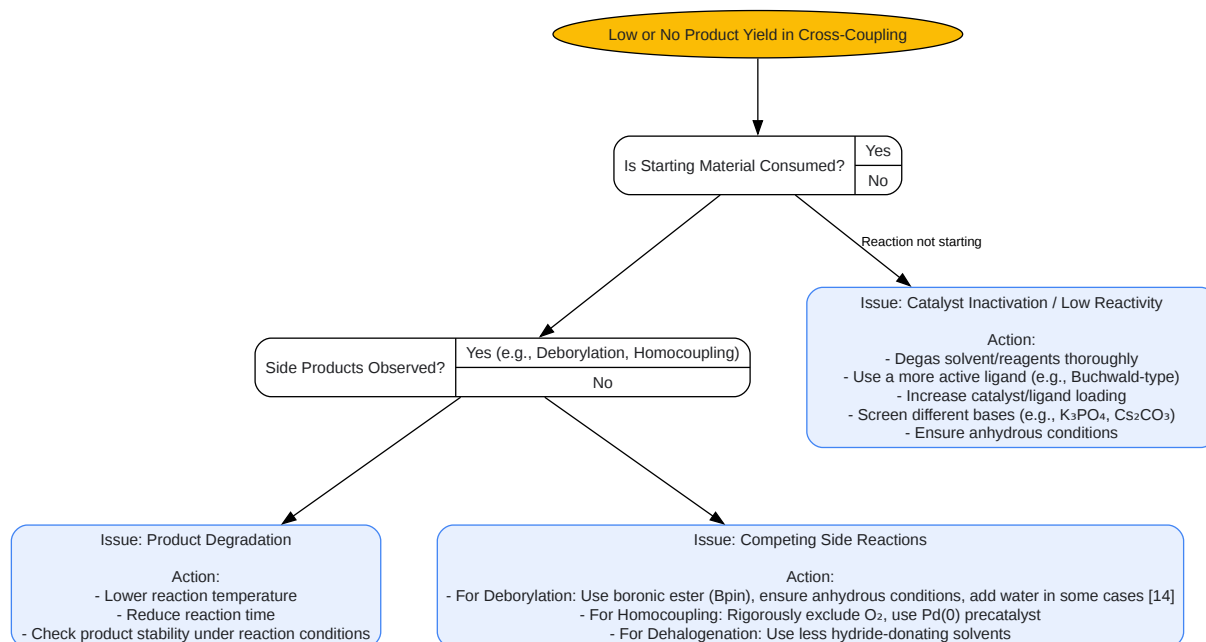 Low or No Product Yield in Cross-Coupling
Is Starting Material Consumed?
Yes
No
Reaction not starting
Issue: Catalyst Inactivation / Low Reactivity
Action:
- Degas solvent/reagents thoroughly
- Use a more active ligand (e.g., Buchwald-type)
- Increase catalyst/ligand loading
- Screen different bases (e.g., K₃PO₄, Cs₂CO₃)
- Ensure anhydrous conditions
Side Products Observed?
Yes (e.g., Deborylation, Homocoupling)
No
Issue: Product Degradation
Action:
- Lower reaction temperature
- Reduce reaction time
- Check product stability under reaction conditions
Issue: Competing Side Reactions
Action:
- For Deborylation: Use boronic ester (Bpin), ensure anhydrous conditions, add water in some cases [14]
- For Homocoupling: Rigorously exclude O₂, use Pd(0) precatalyst
- For Dehalogenation: Use less hydride-donating solvents